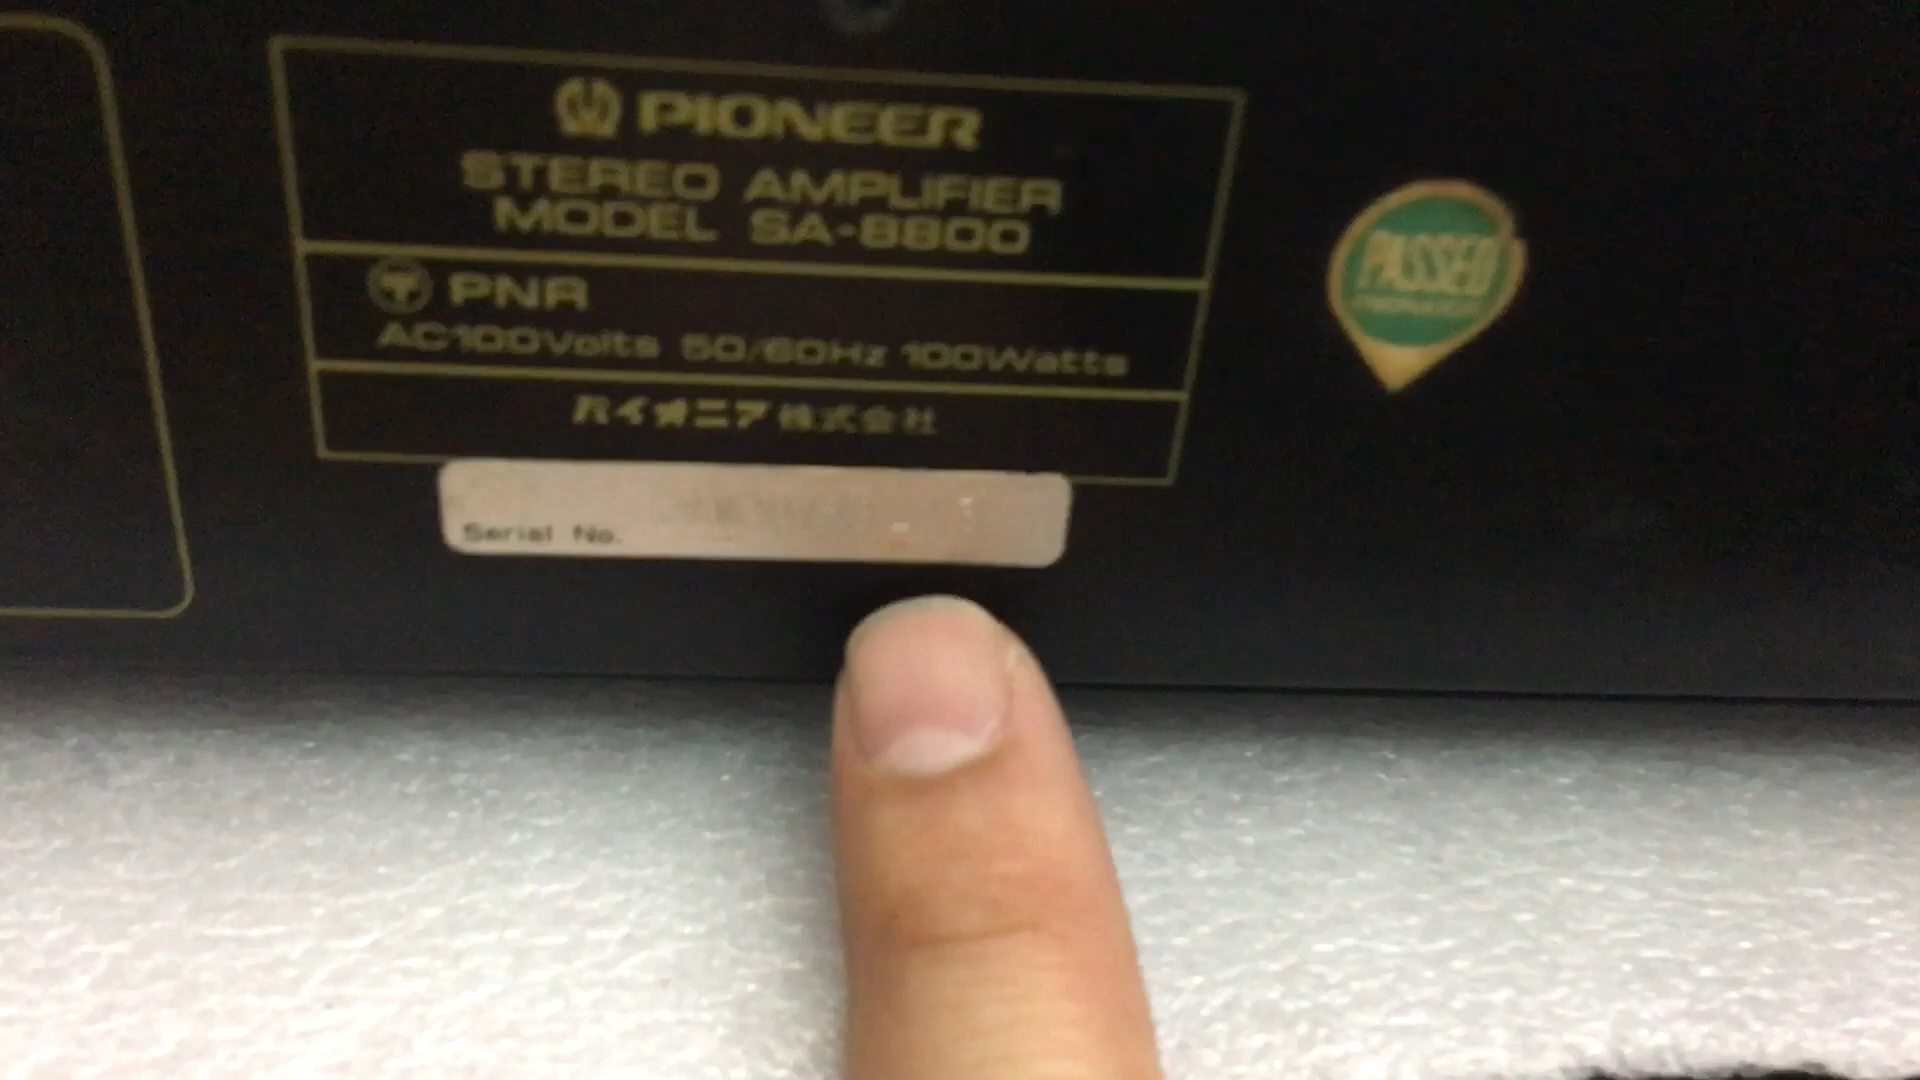 PIONEER
STEREO AMPLIFIER
MODEL SA-8800
PNR
AC100Volts 50/60Hz 100Watts
パイオニア株式会社
Serial No.
PASSED